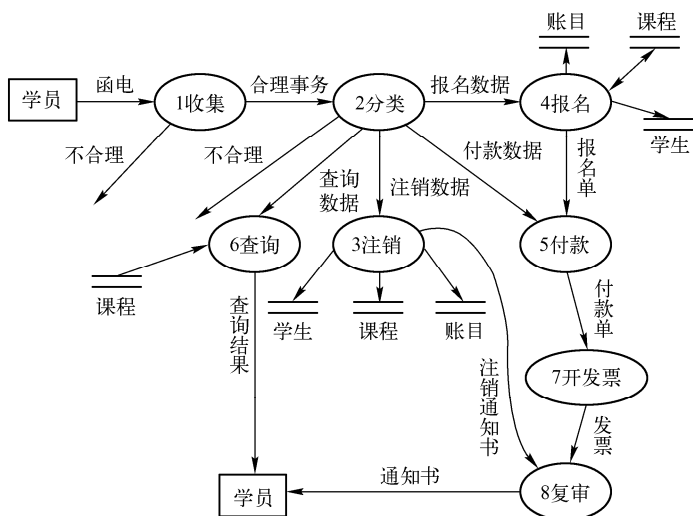 账目
课程
学员
函电
1收集
合理事务
2分类
报名数据
4报名
学生
不合理
不合理
查询
数据
注销数据
付款数据
报名单
6查询
3注销
5付款
课程
学生
课程
账目
付款单
查询结果
注销通知书
7开发票
发票
学员
通知书
8复审